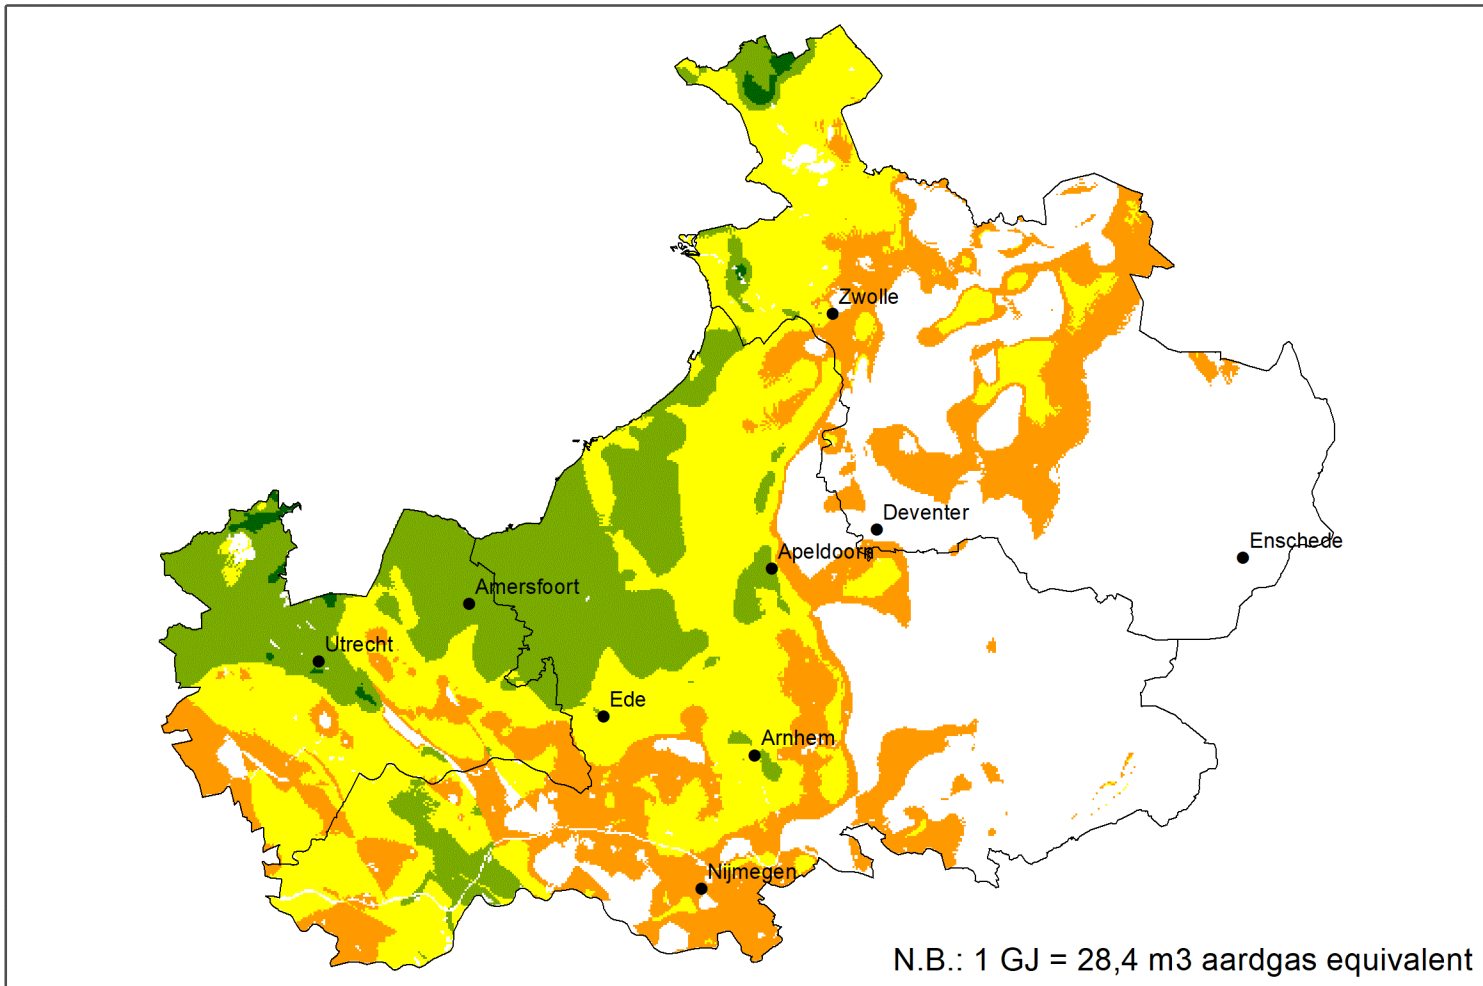 Zwolle
Deventer
Enschede
Apeldoorn
Amersfoort
Utrecht
Ede
Arnhem
Nijmegen
N.B.: 1 GJ = 28,4 m3 aardgas equivalent